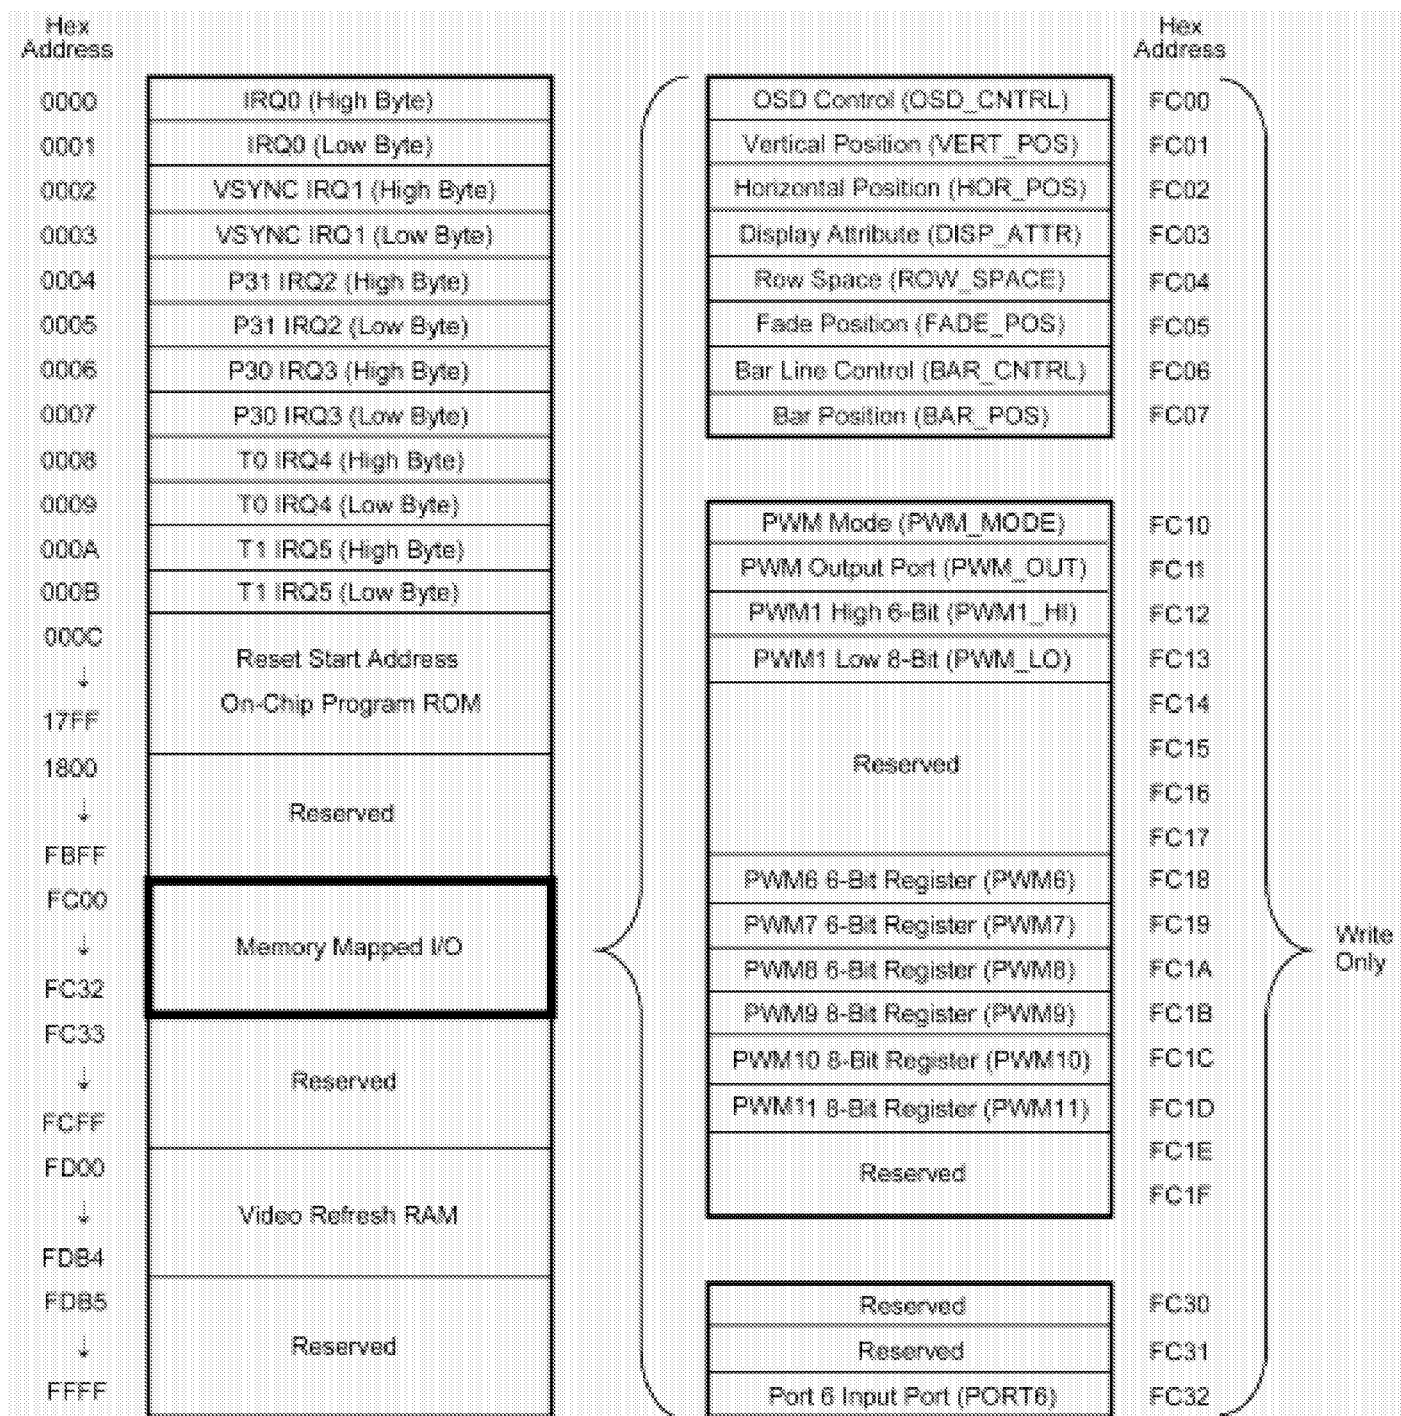 Hex
Address
0000 IRQ0 (High Byte)
0001 IRQ0 (Low Byte)
0002 VSYNC IRQ1 (High Byte)
0003 VSYNC IRQ1 (Low Byte)
0004 P31 IRQ2 (High Byte)
0005 P31 IRQ2 (Low Byte)
0006 P30 IRQ3 (High Byte)
0007 P30 IRQ3 (Low Byte)
0008 T0 IRQ4 (High Byte)
0009 T0 IRQ4 (Low Byte)
000A T1 IRQ5 (High Byte)
000B T1 IRQ5 (Low Byte)
000C
Reset Start Address
↓
On-Chip Program ROM
17FF
1800
↓ Reserved
FBFF
FC00
↓ Memory Mapped I/O
FC32
FC33
↓ Reserved
FCFF
FD00
↓ Video Refresh RAM
FDB4
FDB5
↓ Reserved
FFFF
Hex
Address
OSD Control (OSD_CNTRL) FC00
Vertical Position (VERT_POS) FC01
Horizontal Position (HOR_POS) FC02
Display Attribute (DISP_ATTR) FC03
Row Space (ROW_SPACE) FC04
Fade Position (FADE_POS) FC05
Bar Line Control (BAR_CNTRL) FC06
Bar Position (BAR_POS) FC07
PWM Mode (PWM_MODE) FC10
PWM Output Port (PWM_OUT) FC11
PWM1 High 6-Bit (PWM1_HI) FC12
PWM1 Low 8-Bit (PWM_LO) FC13
FC14
FC15
Reserved
FC16
FC17
PWM6 6-Bit Register (PWM6) FC18
PWM7 6-Bit Register (PWM7) FC19
PWM8 6-Bit Register (PWM8) FC1A
PWM9 8-Bit Register (PWM9) FC1B
PWM10 8-Bit Register (PWM10) FC1C
PWM11 8-Bit Register (PWM11) FC1D
FC1E
Reserved
FC1F
Reserved FC30
Reserved FC31
Port 6 Input Port (PORT6) FC32
Write
Only